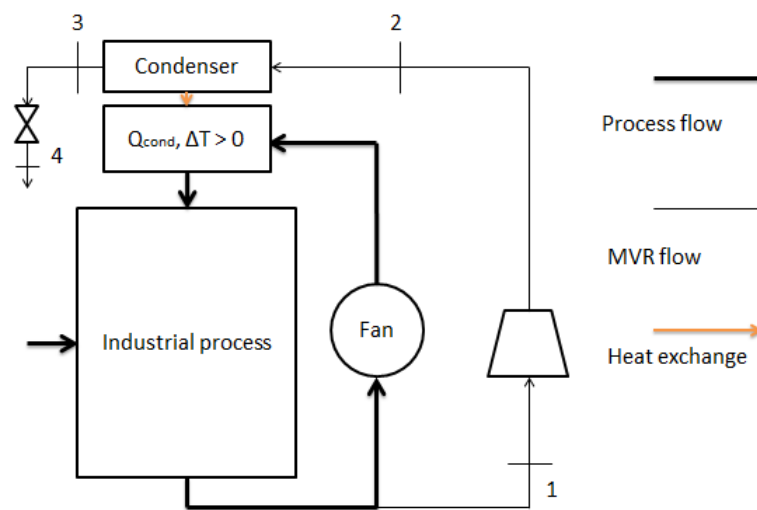 3
2
Condenser
Process flow
Qcond, ΔT > 0
4
MVR flow
Industrial process
Fan
Heat exchange
1